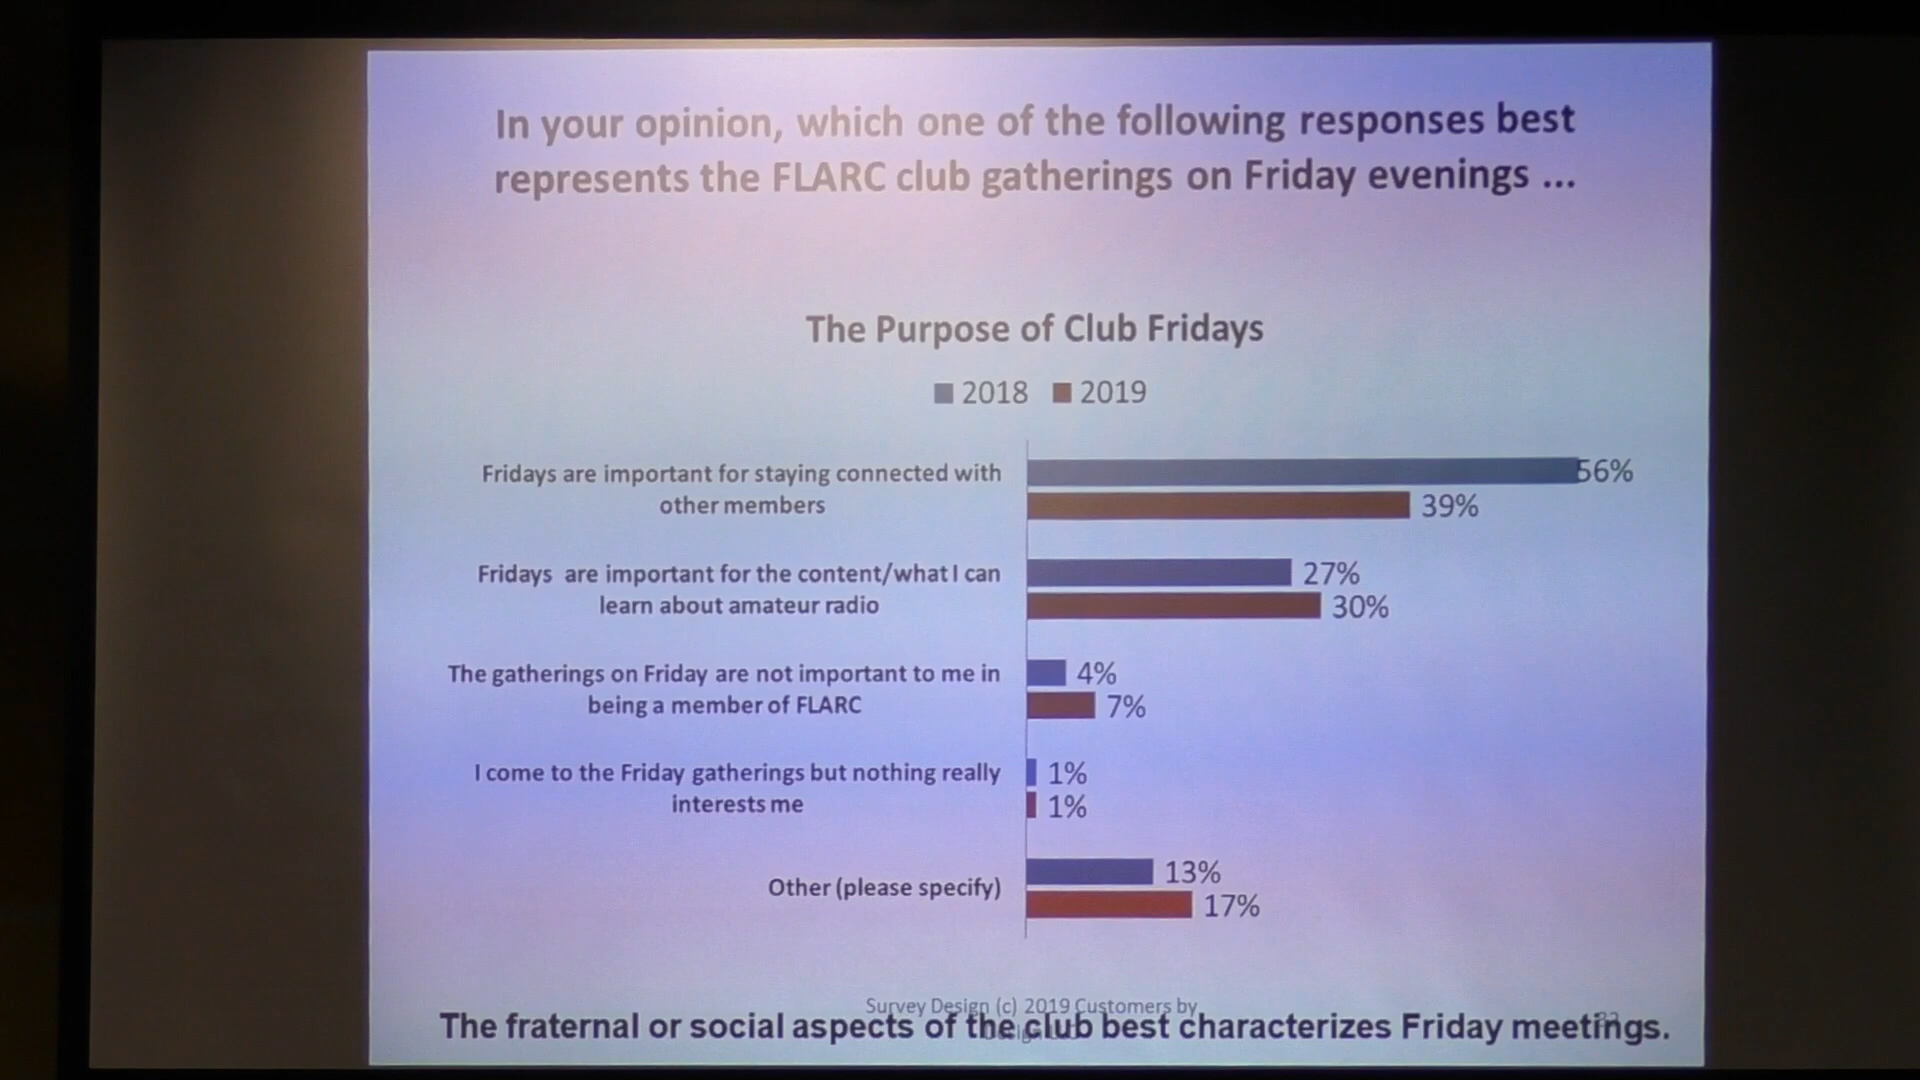 In your opinion, which one of the following responses best
represents the FLARC club gatherings on Friday evenings ...
The Purpose of Club Fridays
2018 2019
Fridays are important for staying connected with
other members
56%
39%
Fridays are important for the content/what I can
learn about amateur radio
27%
30%
The gatherings on Friday are not important to me in
being a member of FLARC
4%
7%
I come to the Friday gatherings but nothing really
interests me
1%
1%
Other (please specify)
13%
17%
Survey Design (c) 2019 Customers by
The fraternal or social aspects of the club best characterizes Friday meetings.